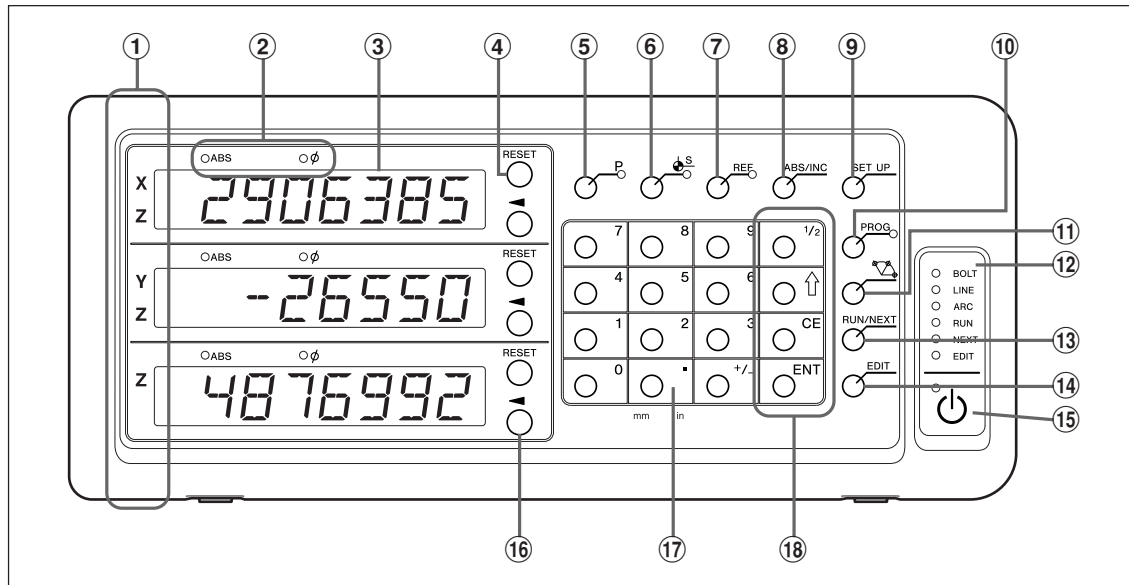 ① ② ③ ④ ⑤ ⑥ ⑦ ⑧ ⑨ ⑩
ABS ⌀ RESET
X
Z
2906385
P S REF ABS/INC SET UP
ABS ⌀ RESET
Y
Z
-26550
ABS ⌀ RESET
Z
4876992
7 8 9 1/2
4 5 6
1 2 3 CE
0 . +/- ENT
mm in
PROG
⑪
RUN/NEXT
⑬
EDIT
⑭
⑫
BOLT
LINE
ARC
RUN
NEXT
EDIT
⑮
⑯ ⑰ ⑱